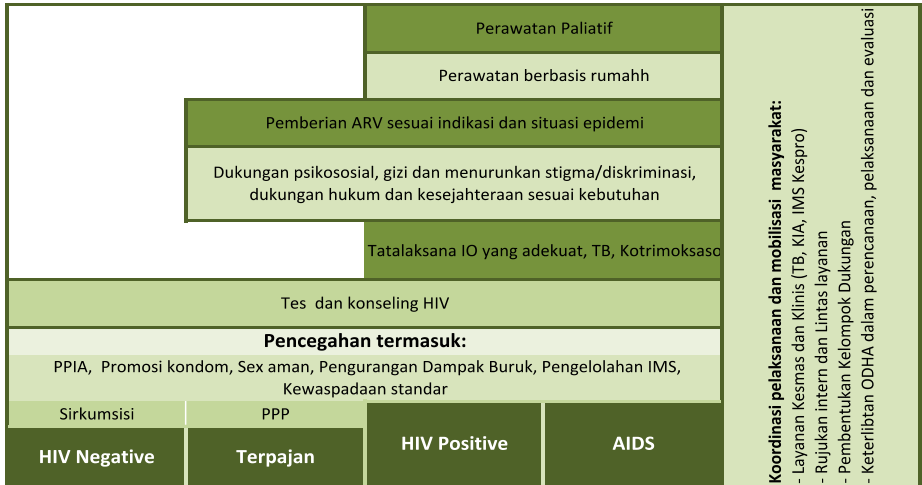 Perawatan Paliatif
Perawatan berbasis rumahh
Pemberian ARV sesuai indikasi dan situasi epidemi
Dukungan psikososial, gizi dan menurunkan stigma/diskriminasi,
dukungan hukum dan kesejahteraan sesuai kebutuhan
Tatalaksana IO yang adekuat, TB, Kotrimoksaso
Tes dan konseling HIV
Pencegahan termasuk:
PPIA, Promosi kondom, Sex aman, Pengurangan Dampak Buruk, Pengelolahan IMS,
Kewaspadaan standar
Sirkumsisi
PPP
HIV Negative
Terpajan
HIV Positive
AIDS
Koordinasi pelaksanaan dan mobilisasi masyarakat:
- Layanan Kesmas dan Klinis (TB, KIA, IMS Kespro)
- Rujukan intern dan Lintas layanan
- Pembentukan Kelompok Dukungan
- Keterlibtan ODHA dalam perencanaan, pelaksanaan dan evaluasi